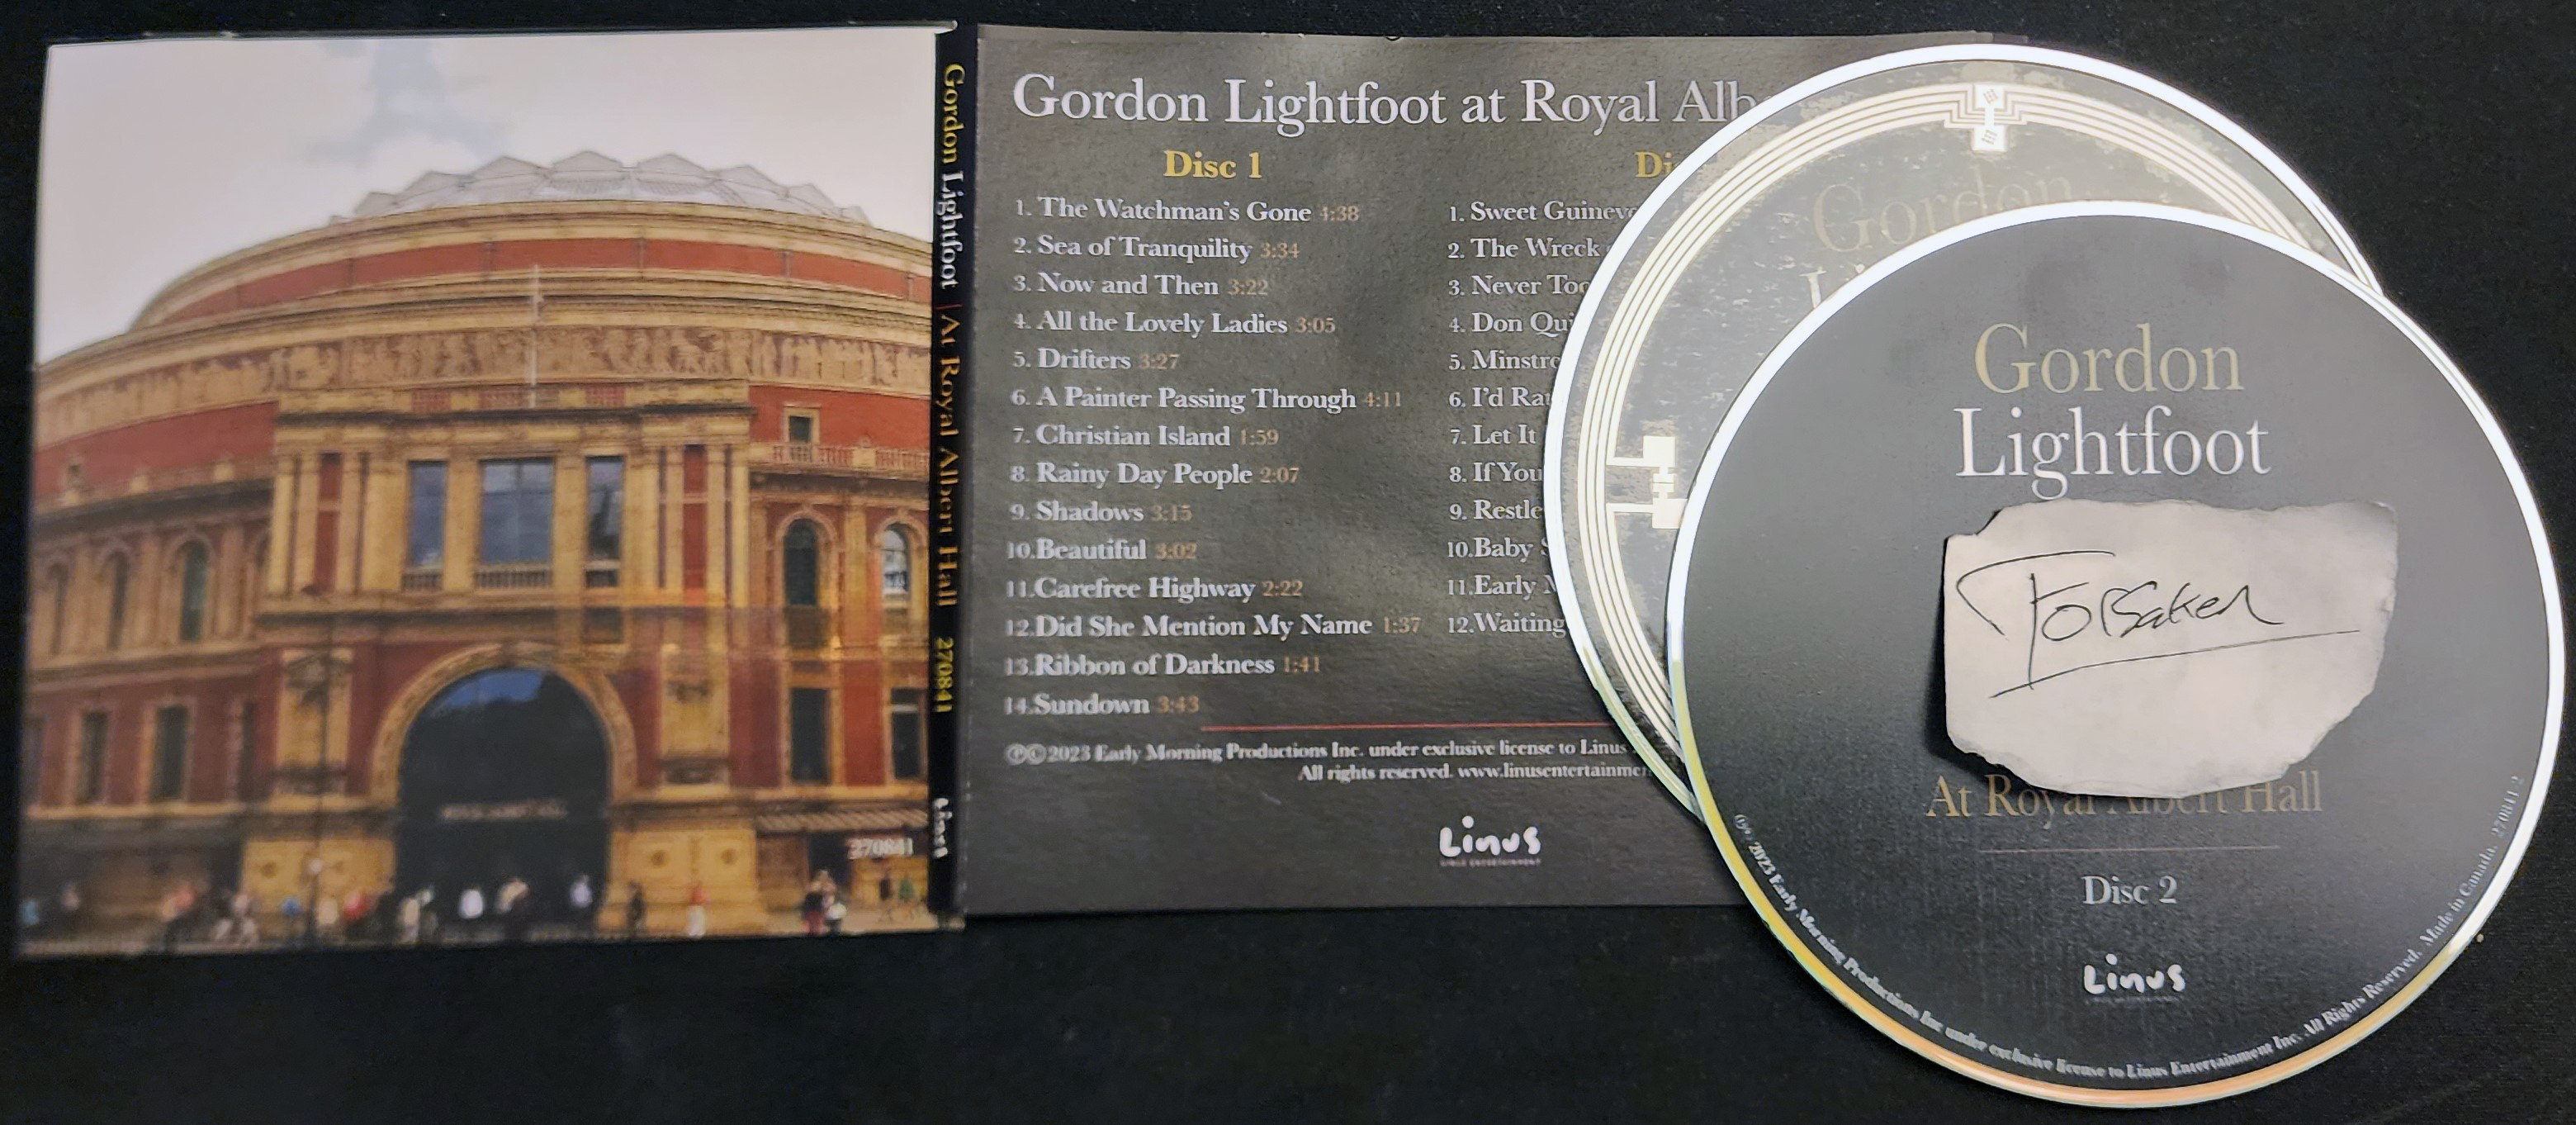 Gordon Lightfoot | At Royal Albert Hall 270841 Linus
270841
Gordon Lightfoot at Royal Alb
Disc 1
1. The Watchman's Gone 4:38
2. Sea of Tranquility 3:34
3. Now and Then 3:22
4. All the Lovely Ladies 3:05
5. Drifters 3:27
6. A Painter Passing Through 4:11
7. Christian Island 1:59
8. Rainy Day People 2:07
9. Shadows 3:15
10.Beautiful 3:02
11.Carefree Highway 2:22
12.Did She Mention My Name 1:37
13.Ribbon of Darkness 1:41
14.Sundown 3:43
Di
1. Sweet Guinev
2. The Wreck
3. Never Too
4. Don Qui
5. Minstre
6. I'd Rat
7. Let It
8. If You
9. Restle
10.Baby S
11.Early M
12.Waiting
℗©2023 Early Morning Productions Inc. under exclusive license to Linus
All rights reserved. www.linusentertainmen
Linus
LINUS ENTERTAINMENT
Gordon
Gordon
Lightfoot
Forsaken
At Royal Albert Hall
Disc 2
Linus
℗© 2023 Early Morning Productions Inc under exclusive license to Linus Entertainment Inc. All Rights Reserved. Made in Canada. 270841-2